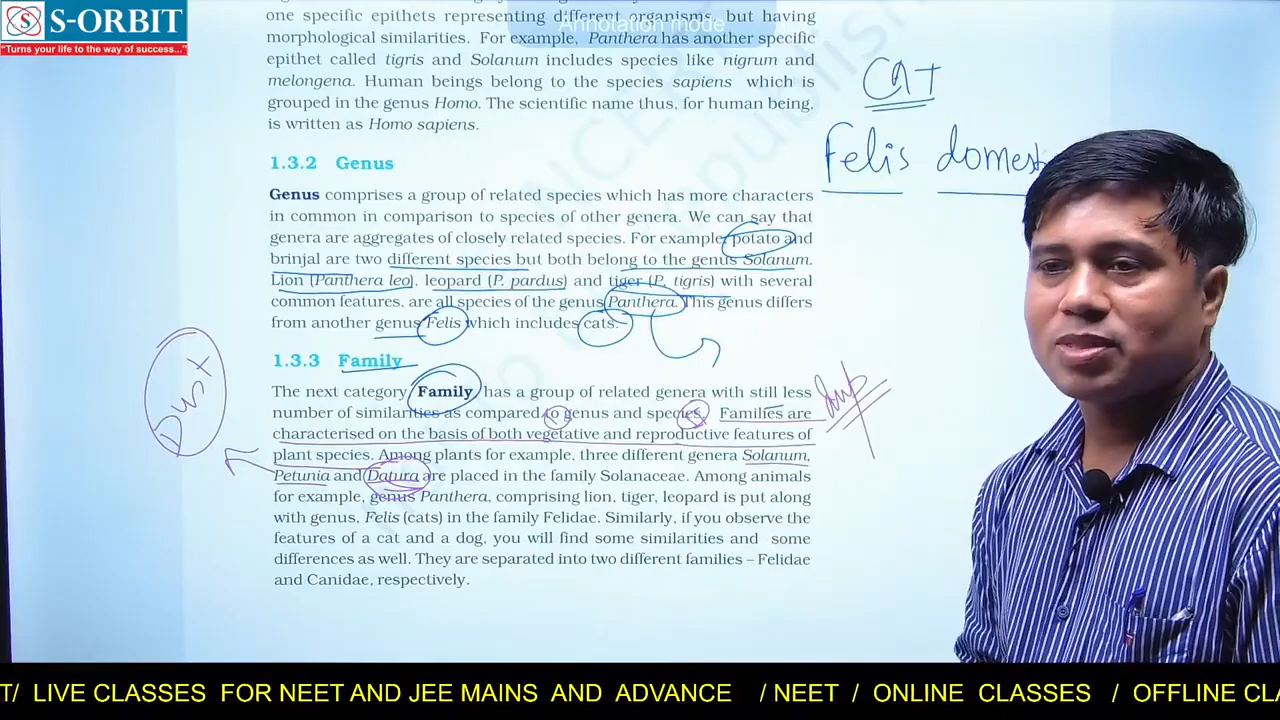 S-ORBIT
"Turns your life to the way of success..."
Annotation mode
one specific epithets representing different organisms, but having
morphological similarities. For example, Panthera has another specific
epithet called tigris and Solanum includes species like nigrum and
melongena. Human beings belong to the species sapiens which is
grouped in the genus Homo. The scientific name thus, for human being,
is written as Homo sapiens.
CAT
Felis domest
1.3.2 Genus
Genus comprises a group of related species which has more characters
in common in comparison to species of other genera. We can say that
genera are aggregates of closely related species. For example, potato and
brinjal are two different species but both belong to the genus Solanum.
Lion (Panthera leo), leopard (P. pardus) and tiger (P. tigris) with several
common features, are all species of the genus Panthera. This genus differs
from another genus Felis which includes cats.
1.3.3 Family
The next category, Family, has a group of related genera with still less
number of similarities as compared to genus and species. Families are
characterised on the basis of both vegetative and reproductive features of
plant species. Among plants for example, three different genera Solanum,
Petunia and Datura are placed in the family Solanaceae. Among animals
for example, genus Panthera, comprising lion, tiger, leopard is put along
with genus, Felis (cats) in the family Felidae. Similarly, if you observe the
features of a cat and a dog, you will find some similarities and some
differences as well. They are separated into two different families – Felidae
and Canidae, respectively.
Imp
T/ LIVE CLASSES FOR NEET AND JEE MAINS AND ADVANCE / NEET / ONLINE CLASSES / OFFLINE CLA